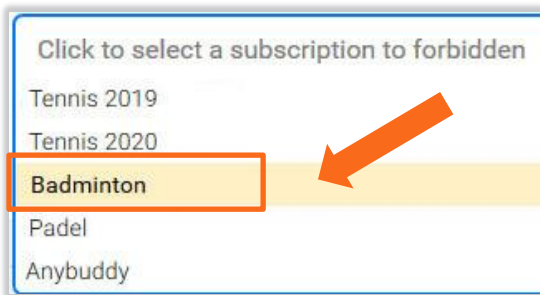 Click to select a subscription to forbidden
Tennis 2019
Tennis 2020
Badminton
Padel
Anybuddy